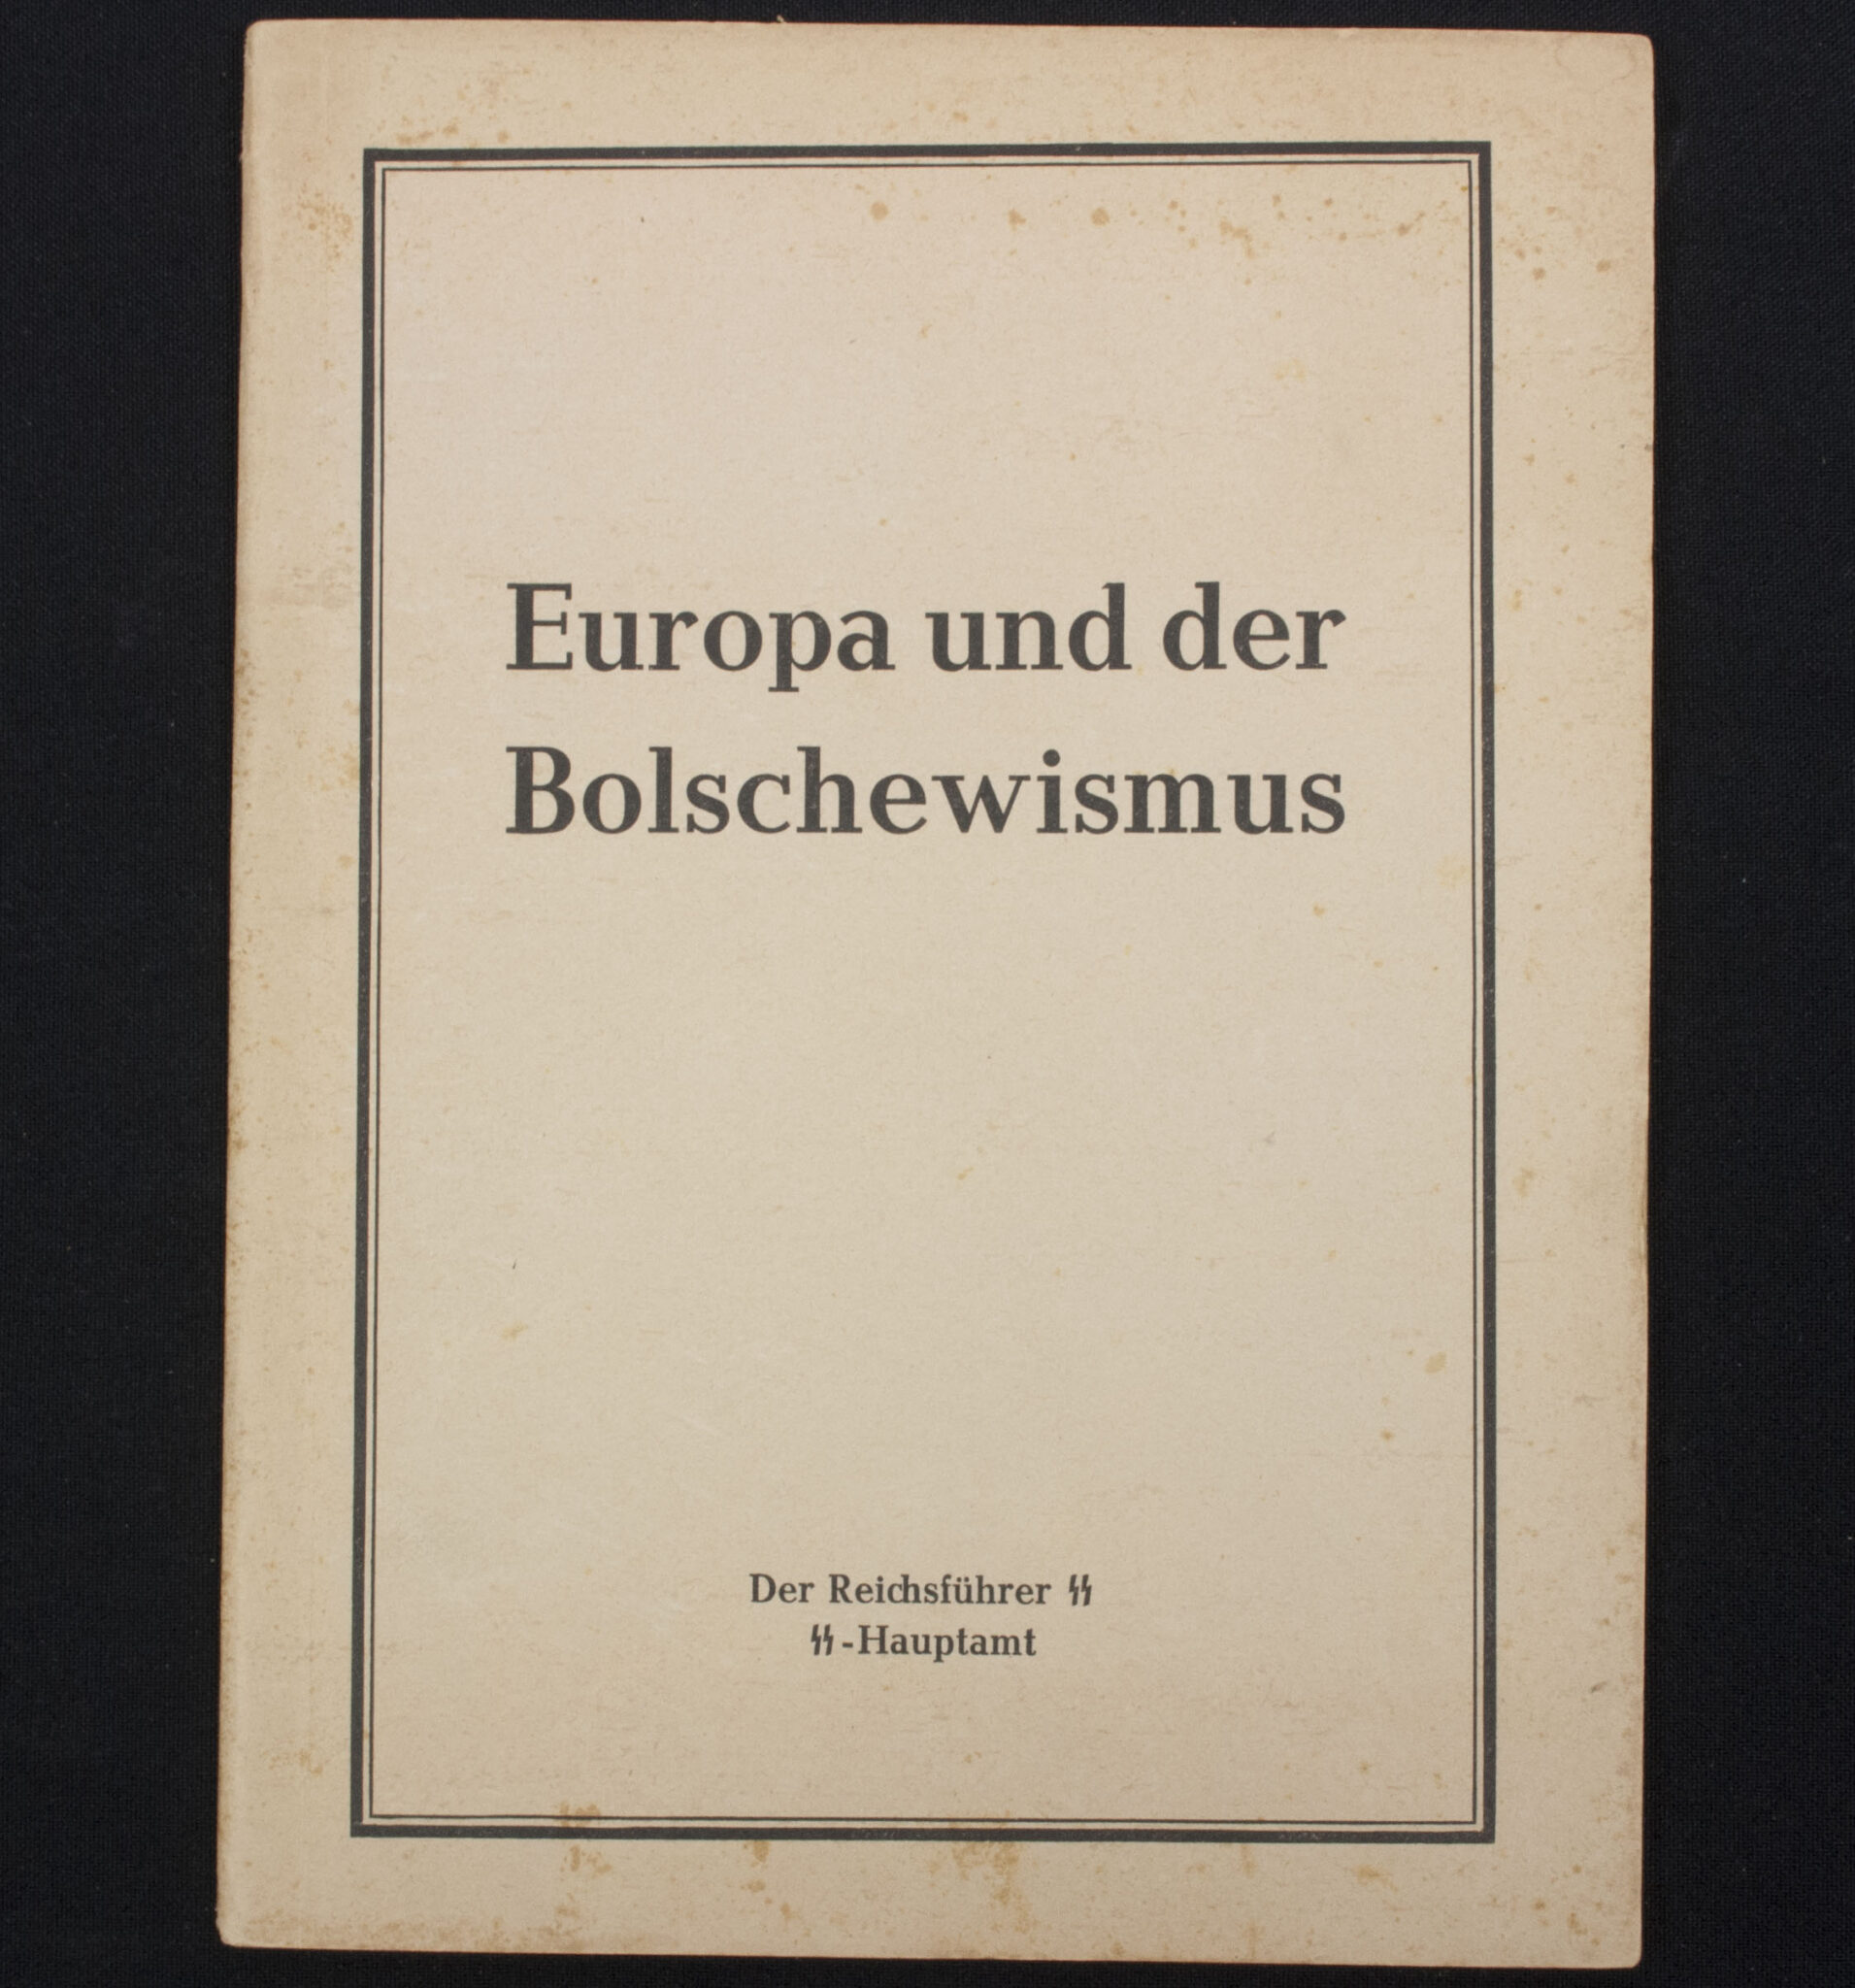 Europa und der
Bolschewismus
Der Reichsführer ᛋᛋ
ᛋᛋ-Hauptamt